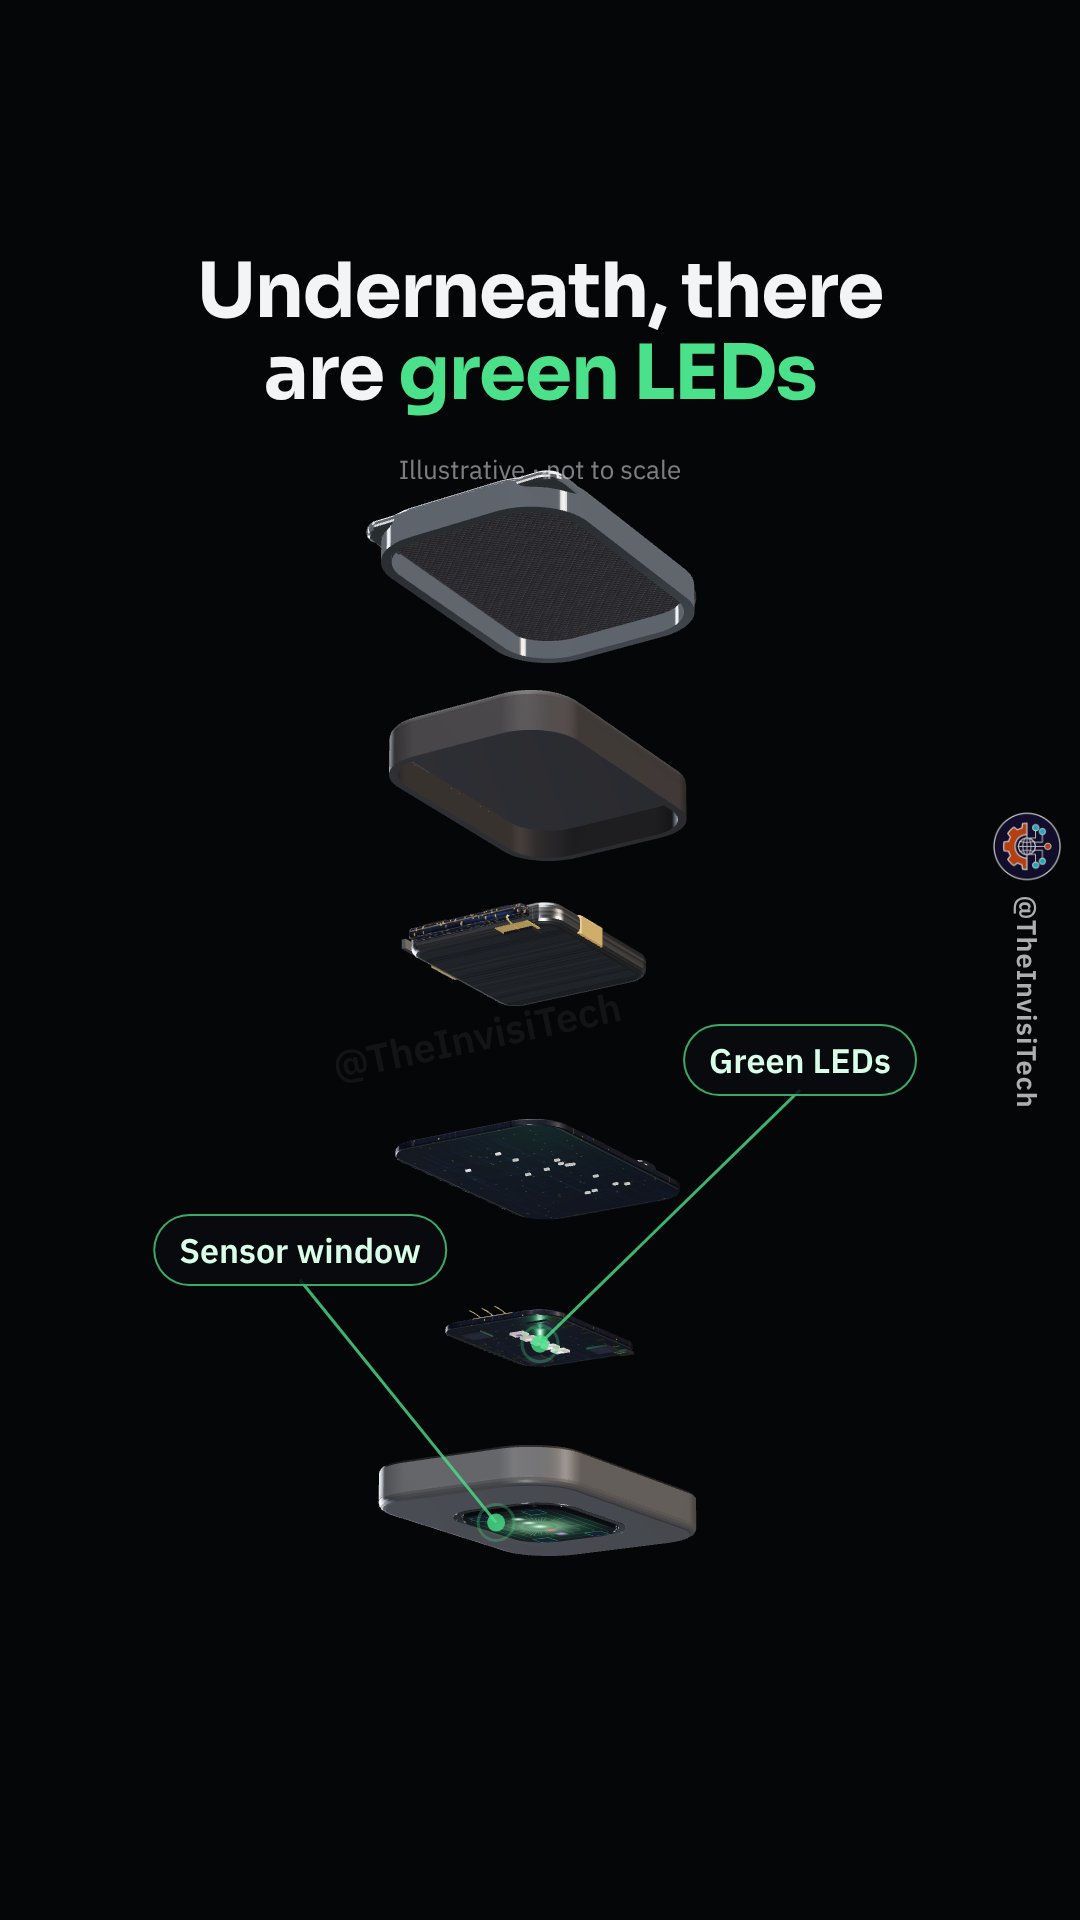 Underneath, there
are green LEDs
Illustrative · not to scale
@TheInvisiTech
@TheInvisiTech
Green LEDs
Sensor window